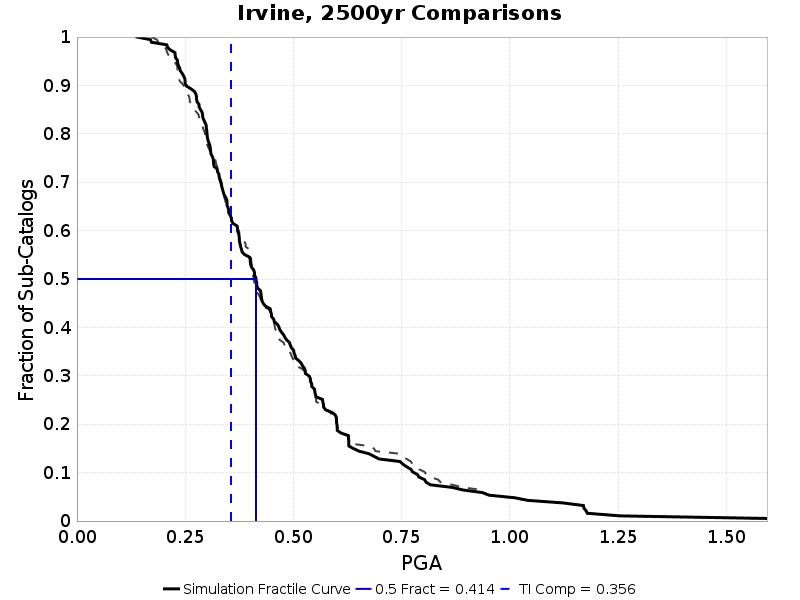 Irvine, 2500yr Comparisons
Fraction of Sub-Catalogs
1
0.9
0.8
0.7
0.6
0.5
0.4
0.3
0.2
0.1
0
0.00 0.25 0.50 0.75 1.00 1.25 1.50
PGA
Simulation Fractile Curve 0.5 Fract = 0.414 TI Comp = 0.356